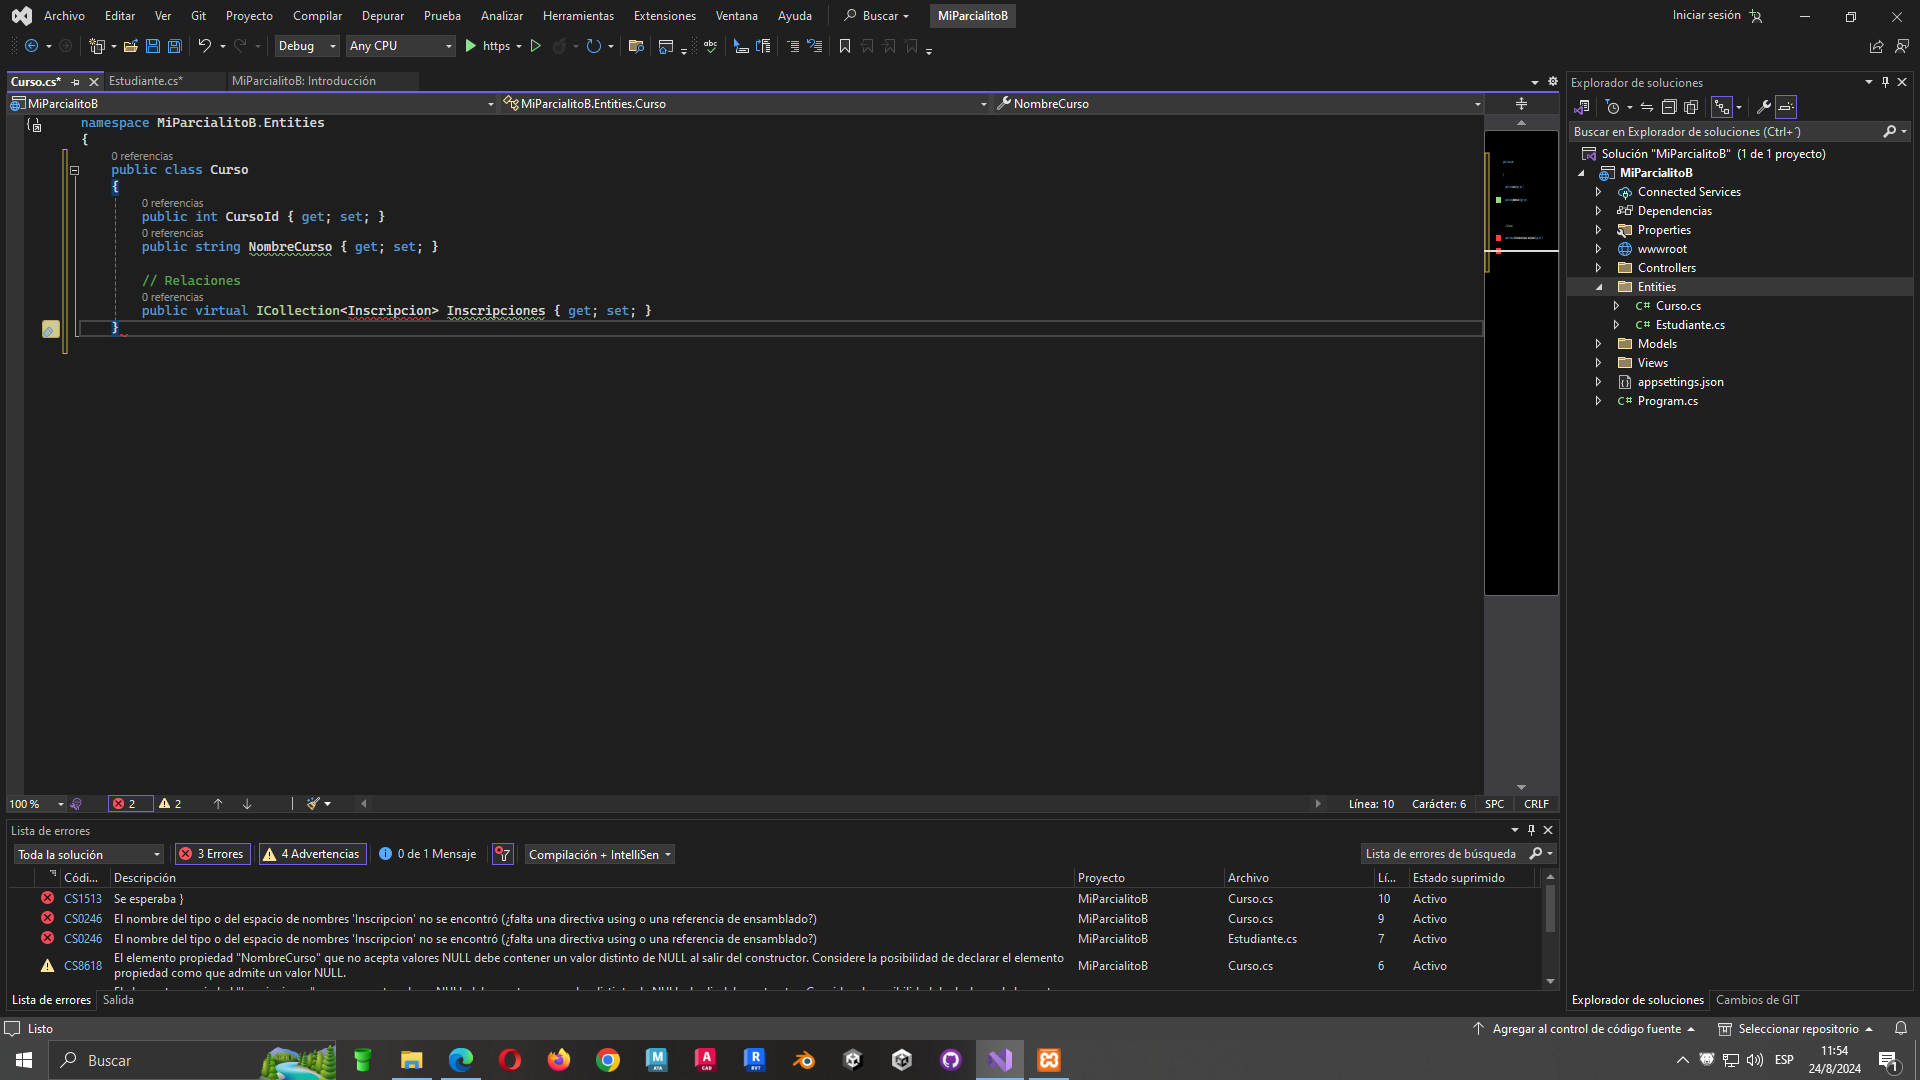 Archivo Editar Ver Git Proyecto Compilar Depurar Prueba Analizar Herramientas Extensiones Ventana Ayuda Buscar MiParcialitoB Iniciar sesión
Debug Any CPU https
Curso.cs* Estudiante.cs* MiParcialitoB: Introducción
MiParcialitoB MiParcialitoB.Entities.Curso NombreCurso
namespace MiParcialitoB.Entities
{
0 referencias
public class Curso
{
0 referencias
public int CursoId { get; set; }
0 referencias
public string NombreCurso { get; set; }
// Relaciones
0 referencias
public virtual ICollection<Inscripcion> Inscripciones { get; set; }
}
100 % 2 2 Línea: 10 Carácter: 6 SPC CRLF
Lista de errores
Toda la solución 3 Errores 4 Advertencias 0 de 1 Mensaje Compilación + IntelliSen Lista de errores de búsqueda
Códi... Descripción Proyecto Archivo Lí... Estado suprimido
CS1513 Se esperaba } MiParcialitoB Curso.cs 10 Activo
CS0246 El nombre del tipo o del espacio de nombres 'Inscripcion' no se encontró (¿falta una directiva using o una referencia de ensamblado?) MiParcialitoB Curso.cs 9 Activo
CS0246 El nombre del tipo o del espacio de nombres 'Inscripcion' no se encontró (¿falta una directiva using o una referencia de ensamblado?) MiParcialitoB Estudiante.cs 7 Activo
CS8618 El elemento propiedad "NombreCurso" que no acepta valores NULL debe contener un valor distinto de NULL al salir del constructor. Considere la posibilidad de declarar el elemento
propiedad como que admite un valor NULL. MiParcialitoB Curso.cs 6 Activo
Lista de errores Salida
Explorador de soluciones
Buscar en Explorador de soluciones (Ctrl+´)
Solución "MiParcialitoB" (1 de 1 proyecto)
MiParcialitoB
Connected Services
Dependencias
Properties
wwwroot
Controllers
Entities
C# Curso.cs
C# Estudiante.cs
Models
Views
appsettings.json
C# Program.cs
Explorador de soluciones Cambios de GIT
Listo Agregar al control de código fuente Seleccionar repositorio
Buscar ESP 11:54
24/8/2024 1